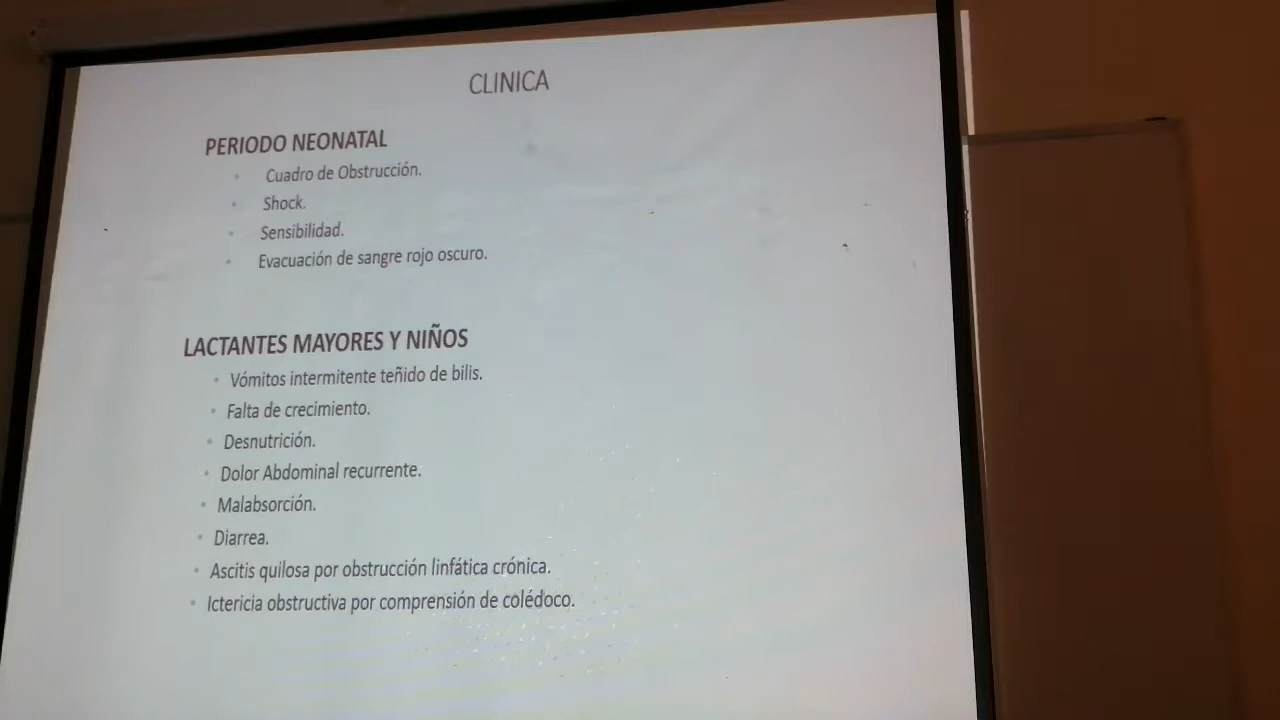 CLINICA
PERIODO NEONATAL
• Cuadro de Obstrucción.
• Shock.
• Sensibilidad.
• Evacuación de sangre rojo oscuro.
LACTANTES MAYORES Y NIÑOS
• Vómitos intermitente teñido de bilis.
• Falta de crecimiento.
• Desnutrición.
• Dolor Abdominal recurrente.
• Malabsorción.
• Diarrea.
• Ascitis quilosa por obstrucción linfática crónica.
• Ictericia obstructiva por comprensión de colédoco.